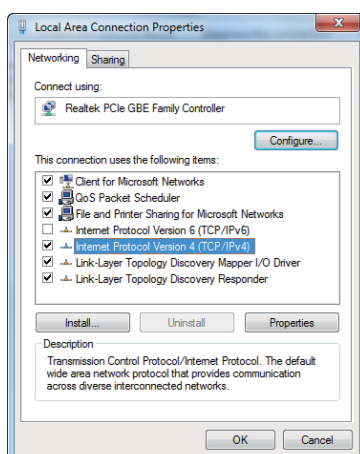 Local Area Connection Properties
Networking
Sharing
Connect using:
Realtek PCIe GBE Family Controller
Configure...
This connection uses the following items:
Client for Microsoft Networks
QoS Packet Scheduler
File and Printer Sharing for Microsoft Networks
Internet Protocol Version 6 (TCP/IPv6)
Internet Protocol Version 4 (TCP/IPv4)
Link-Layer Topology Discovery Mapper I/O Driver
Link-Layer Topology Discovery Responder
Install...
Uninstall
Properties
Description
Transmission Control Protocol/Internet Protocol. The default
wide area network protocol that provides communication
across diverse interconnected networks.
OK
Cancel